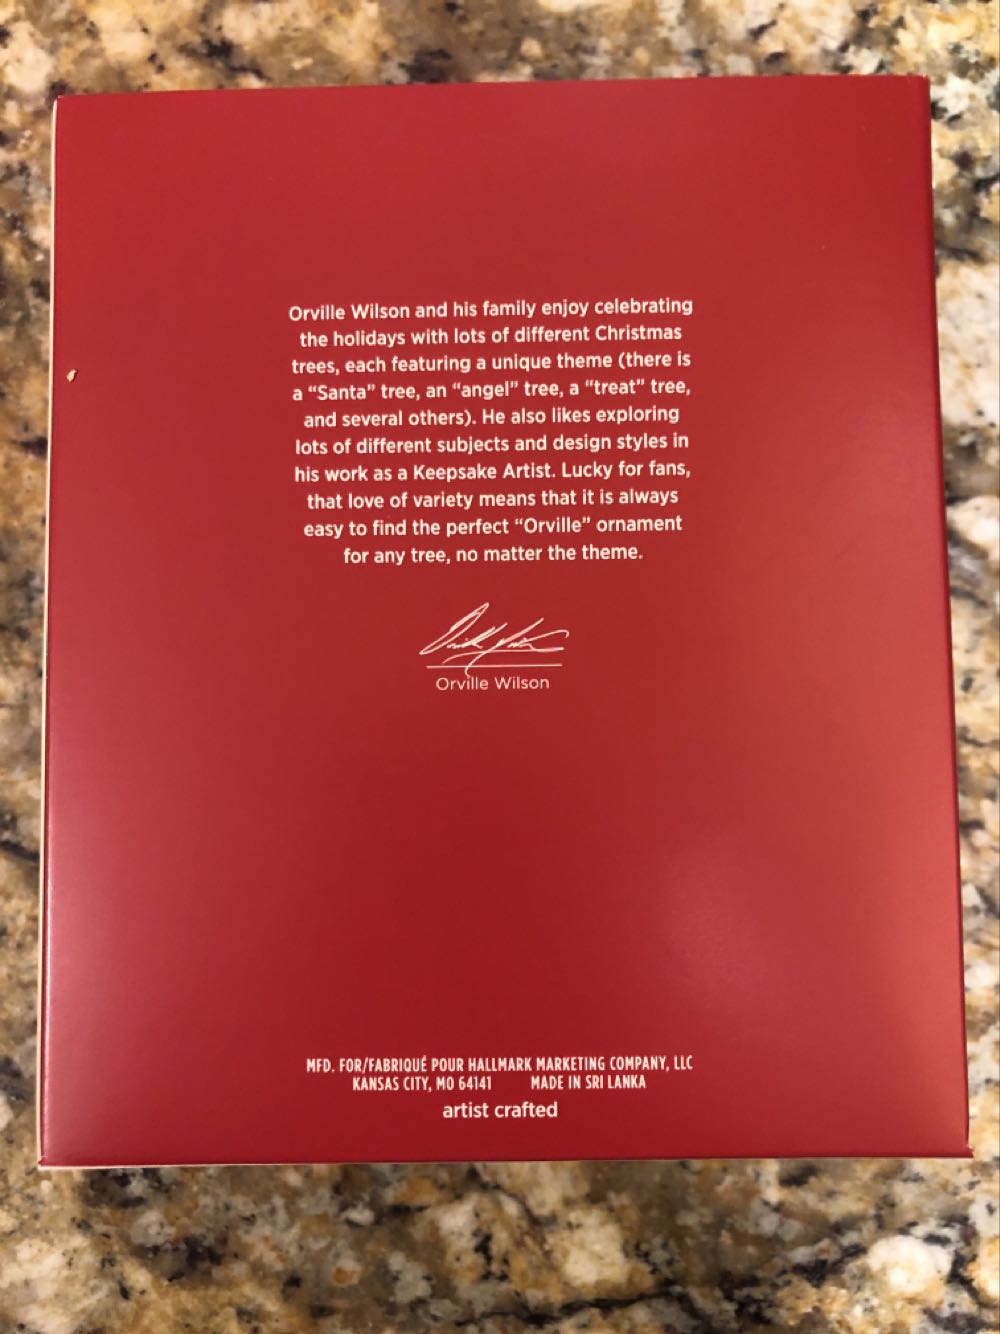 Orville Wilson and his family enjoy celebrating
the holidays with lots of different Christmas
trees, each featuring a unique theme (there is
a “Santa” tree, an “angel” tree, a “treat” tree,
and several others). He also likes exploring
lots of different subjects and design styles in
his work as a Keepsake Artist. Lucky for fans,
that love of variety means that it is always
easy to find the perfect “Orville” ornament
for any tree, no matter the theme.
Orville Wilson
Orville Wilson
MFD. FOR/FABRIQUÉ POUR HALLMARK MARKETING COMPANY, LLC
KANSAS CITY, MO 64141 MADE IN SRI LANKA
artist crafted